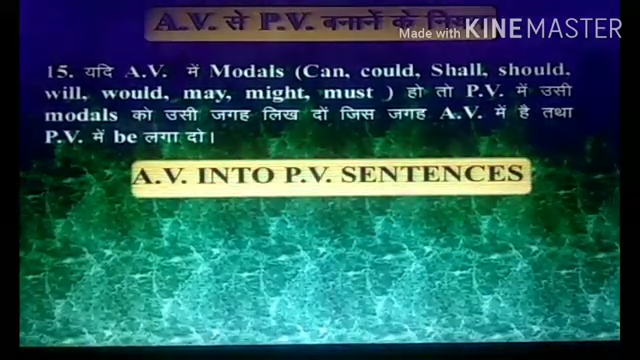 A.V. से P.V. बनानें के
Made with KINEMASTER
15. यदि A.V. में Modals (Can, could, Shall, should,
will, would, may, might, must ) हो तो P.V. में उसी
modals को उसी जगह लिख दों जिस जगह A.V. में है तथा
P.V. में be लगा दो।
A.V. INTO P.V. SENTENCES